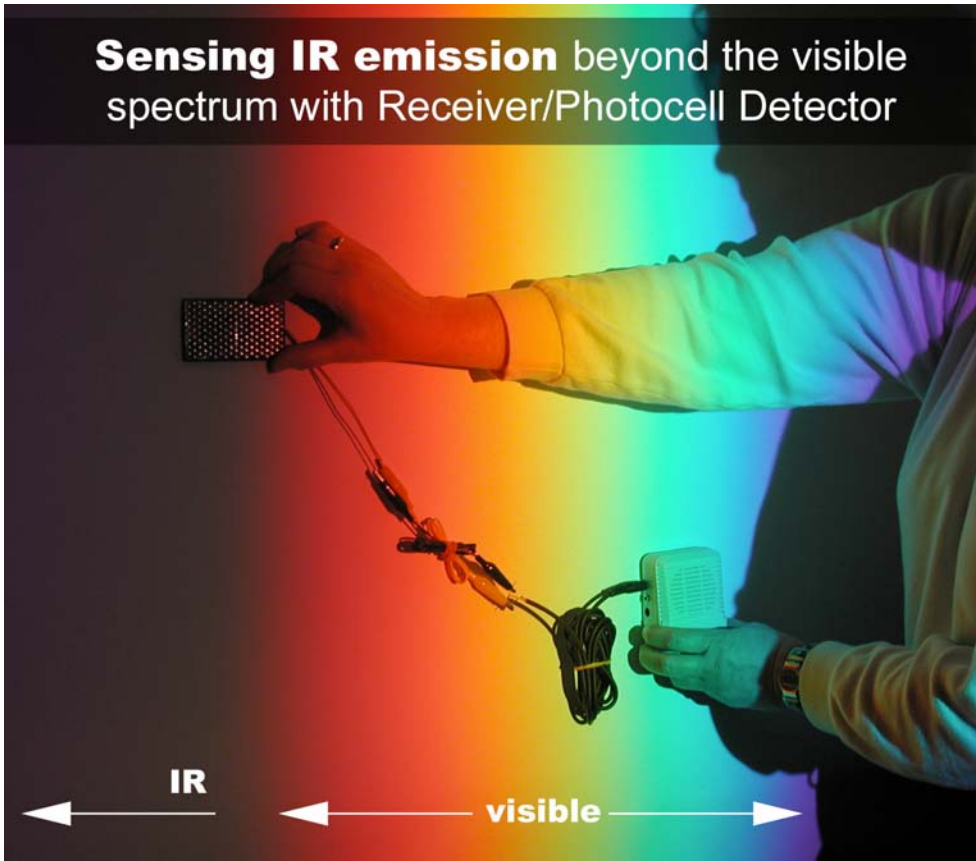 Sensing IR emission beyond the visible
spectrum with Receiver/Photocell Detector
IR
visible